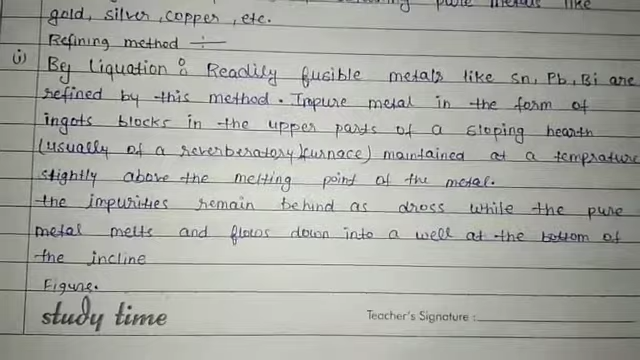 pure metals like
gold, silver, copper, etc.
Refining method :-
(i) By Liquation : Readily fusible metals like Sn, Pb, Bi are
refined by this method. Impure metal in the form of
ingots blocks in the upper parts of a sloping hearth
(usually of a reverberatory furnace) maintained at a temprature
slightly above the melting point of the metal.
the impurities remain behind as dross while the pure
metal melts and flows down into a well at the bottom of
the incline
Figure.
study time
Teacher's Signature :